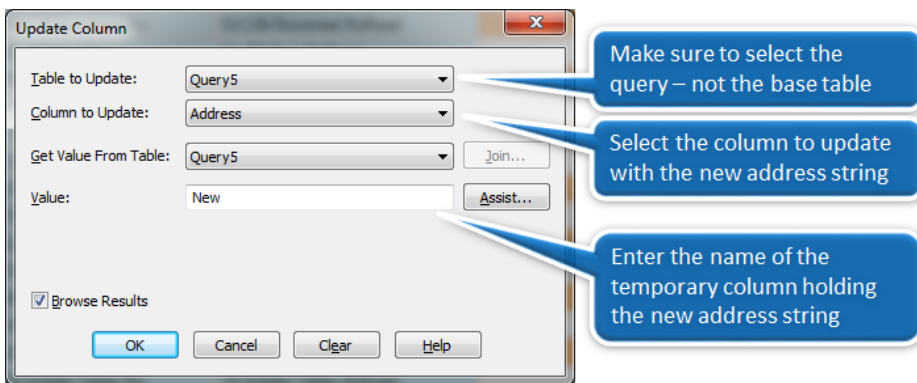 Update Column
Table to Update:
Query5
Column to Update:
Address
Get Value From Table:
Query5
Join...
Value:
New
Assist...
Browse Results
OK
Cancel
Clear
Help
Make sure to select the
query – not the base table
Select the column to update
with the new address string
Enter the name of the
temporary column holding
the new address string